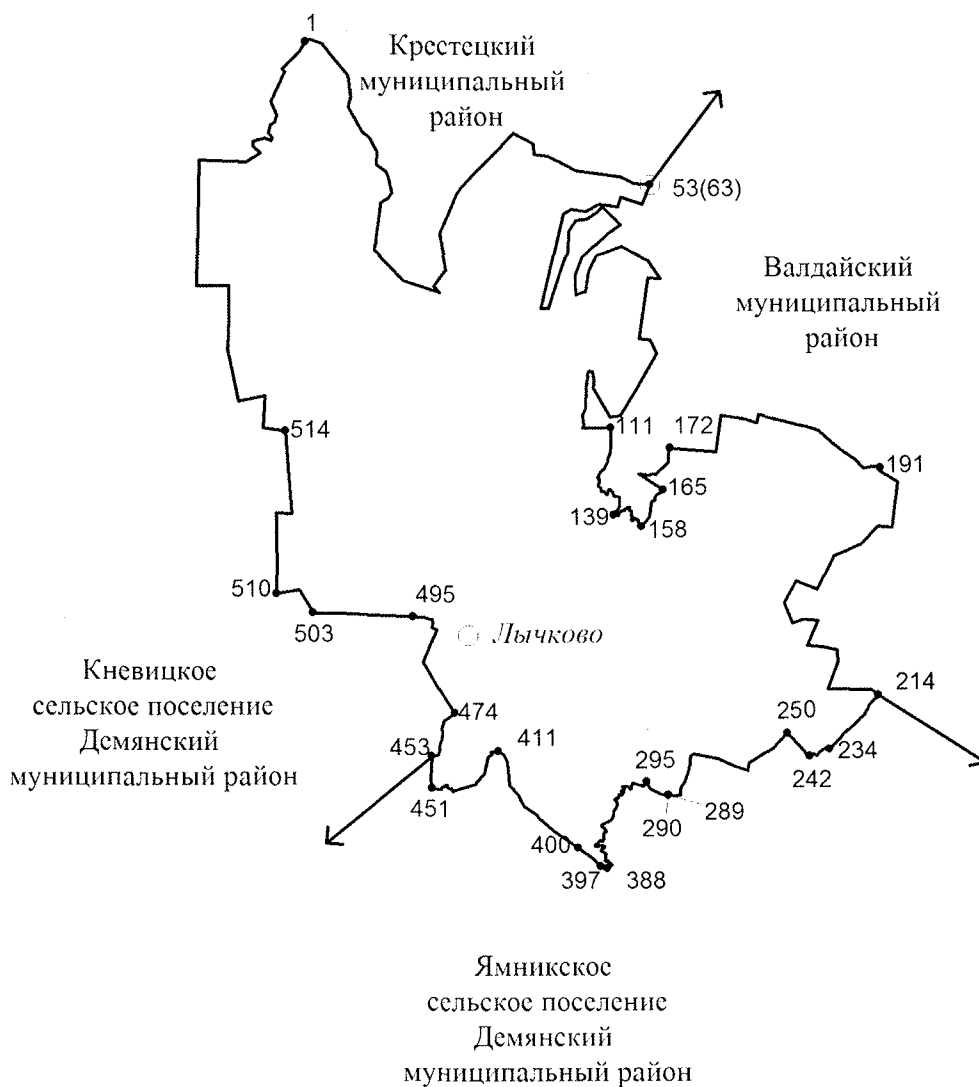 1
Крестецкий
муниципальный
район
53(63)
Валдайский
муниципальный
район
111
172
191
165
139
158
514
510
503
495
Лычково
Кневицкое
сельское поселение
Демянский
муниципальный район
474
453
411
451
214
250
234
242
295
290
289
400
397
388
Ямникское
сельское поселение
Демянский
муниципальный район